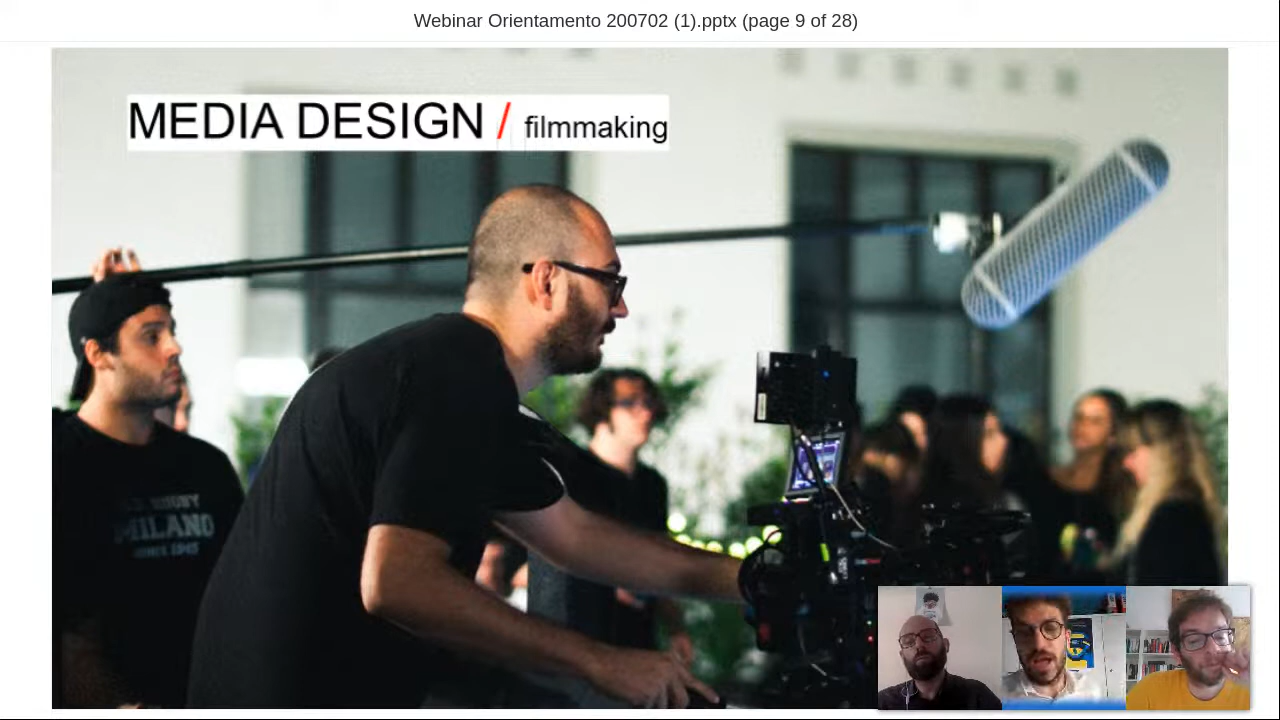 Webinar Orientamento 200702 (1).pptx (page 9 of 28)
MEDIA DESIGN / filmmaking
MILANO